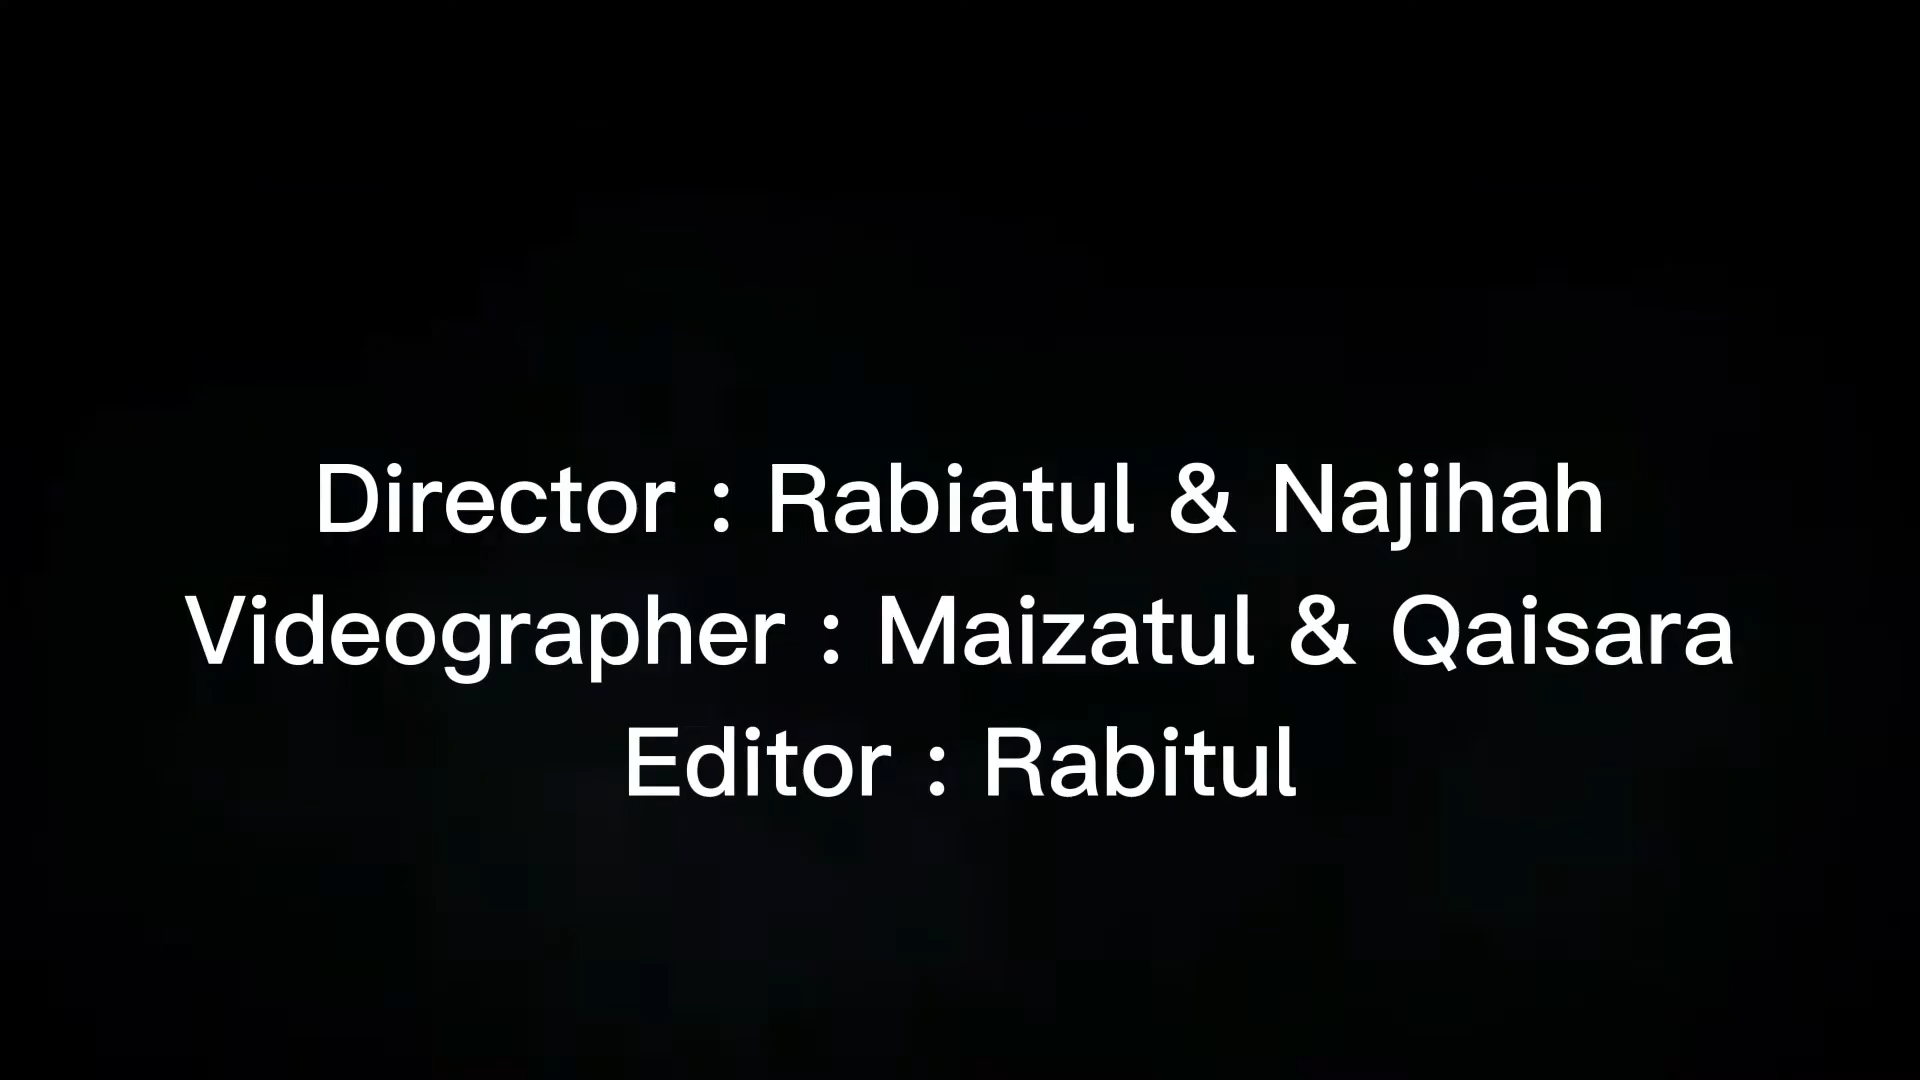 Director : Rabiatul & Najihah
Videographer : Maizatul & Qaisara
Editor : Rabitul